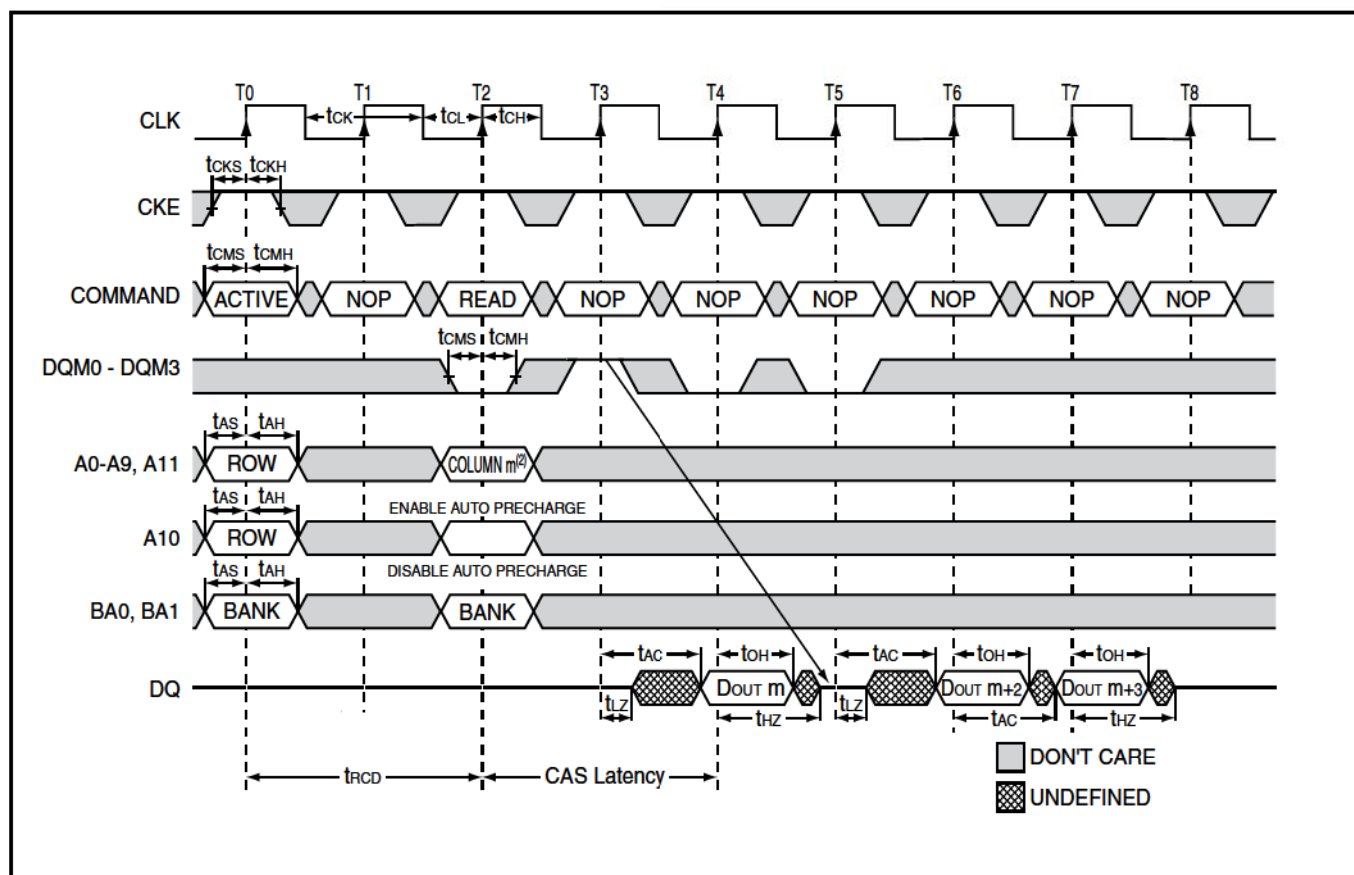 T0 T1 T2 T3 T4 T5 T6 T7 T8
CLK tCK tCL tCH
tCKS tCKH
CKE
tCMS tCMH
COMMAND ACTIVE NOP READ NOP NOP NOP NOP NOP NOP
tCMS tCMH
DQM0 - DQM3
tAS tAH
A0-A9, A11 ROW COLUMN m(2)
tAS tAH ENABLE AUTO PRECHARGE
A10 ROW
tAS tAH DISABLE AUTO PRECHARGE
BA0, BA1 BANK BANK
tAC tOH tAC tOH tOH
DQ DOUT m DOUT m+2 DOUT m+3
tLZ tHZ tLZ tAC tHZ
tRCD CAS Latency
DON'T CARE
UNDEFINED